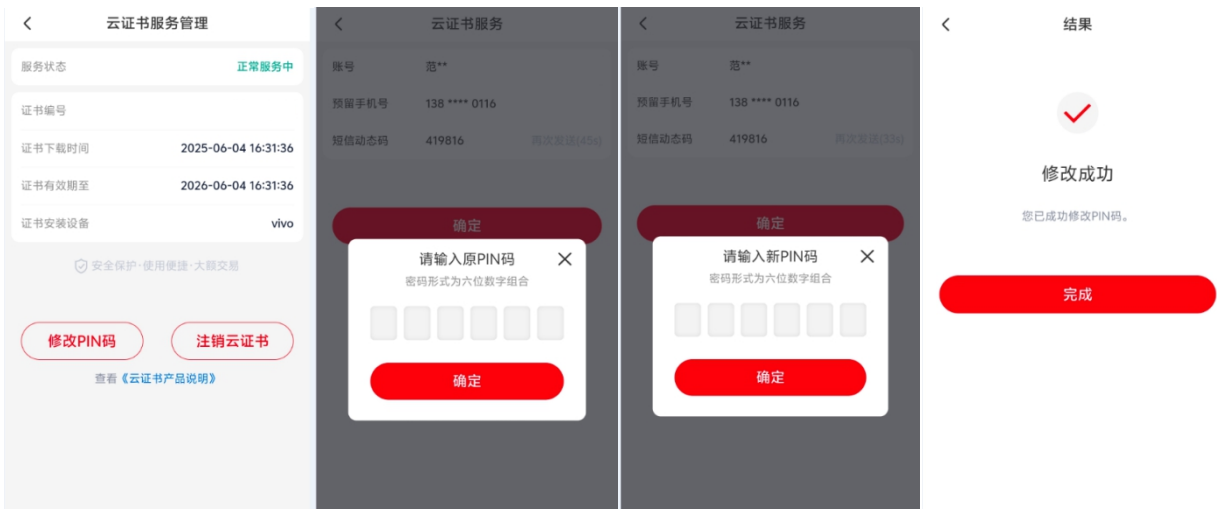 云证书服务管理
服务状态 正常服务中
证书编号
证书下载时间 2025-06-04 16:31:36
证书有效期至 2026-06-04 16:31:36
证书安装设备 vivo
安全保护·使用便捷·大额交易
修改PIN码 注销云证书
查看《云证书产品说明》
云证书服务
账号 范**
预留手机号 138 **** 0116
短信动态码 419816 再次发送(45s)
确定
请输入原PIN码
密码形式为六位数字组合
确定
云证书服务
账号 范**
预留手机号 138 **** 0116
短信动态码 419816 再次发送(33s)
确定
请输入新PIN码
密码形式为六位数字组合
确定
结果
修改成功
您已成功修改PIN码。
完成